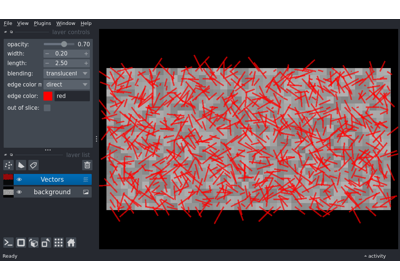 File View Plugins Window Help
layer controls
opacity: 0.70
width: 0.20
length: 2.50
blending: translucent
edge color m direct
edge color: red
out of slice:
layer list
Vectors
background
Ready
activity